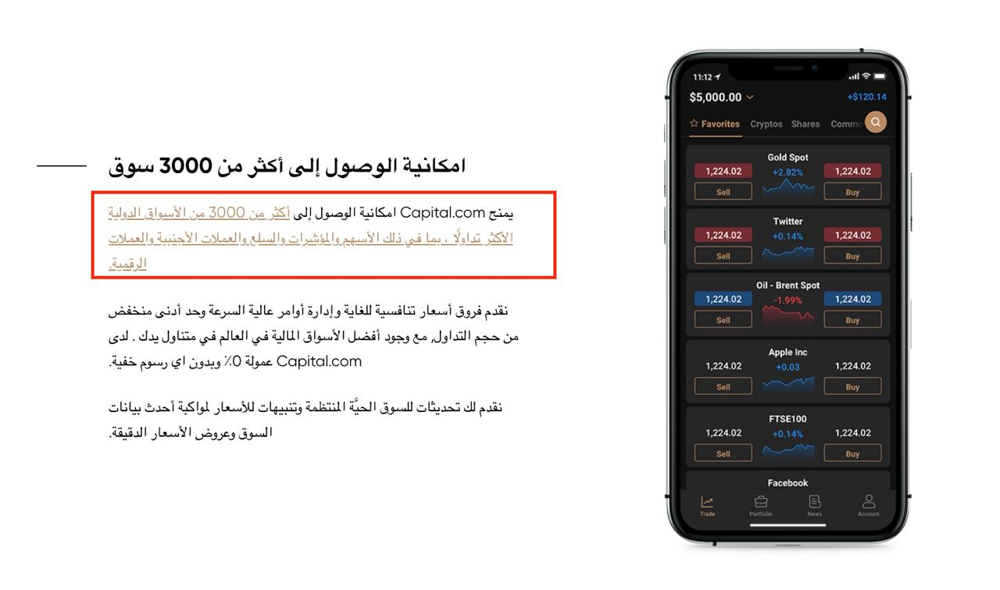 امكانية الوصول إلى أكثر من 3000 سوق
يمنح Capital.com امكانية الوصول إلى أكثر من 3000 من الأسواق الدولية
الأكثر تداولًا ، بما في ذلك الأسهم والمؤشرات والسلع والعملات الأجنبية والعملات
الرقمية.
نقدم فروق أسعار تنافسية للغاية وإدارة أوامر عالية السرعة وحد أدنى منخفض
من حجم التداول, مع وجود أفضل الأسواق المالية في العالم في متناول يدك . لدى
Capital.com عمولة 0٪ وبدون اي رسوم خفية.
نقدم لك تحديثات للسوق الحيَّة المنتظمة وتنبيهات للأسعار لمواكبة أحدث بيانات
السوق وعروض الأسعار الدقيقة.
11:12
$5,000.00 +$120.14
Favorites Cryptos Shares Commo
Gold Spot
1,224.02 +2.82% 1,224.02
Sell Buy
Twitter
1,224.02 +0.14% 1,224.02
Sell Buy
Oil - Brent Spot
1,224.02 -1.99% 1,224.02
Sell Buy
Apple Inc
1,224.02 +0.03 1,224.02
Sell Buy
FTSE100
1,224.02 +0.14% 1,224.02
Sell Buy
Facebook
Trade Portfolio News Account